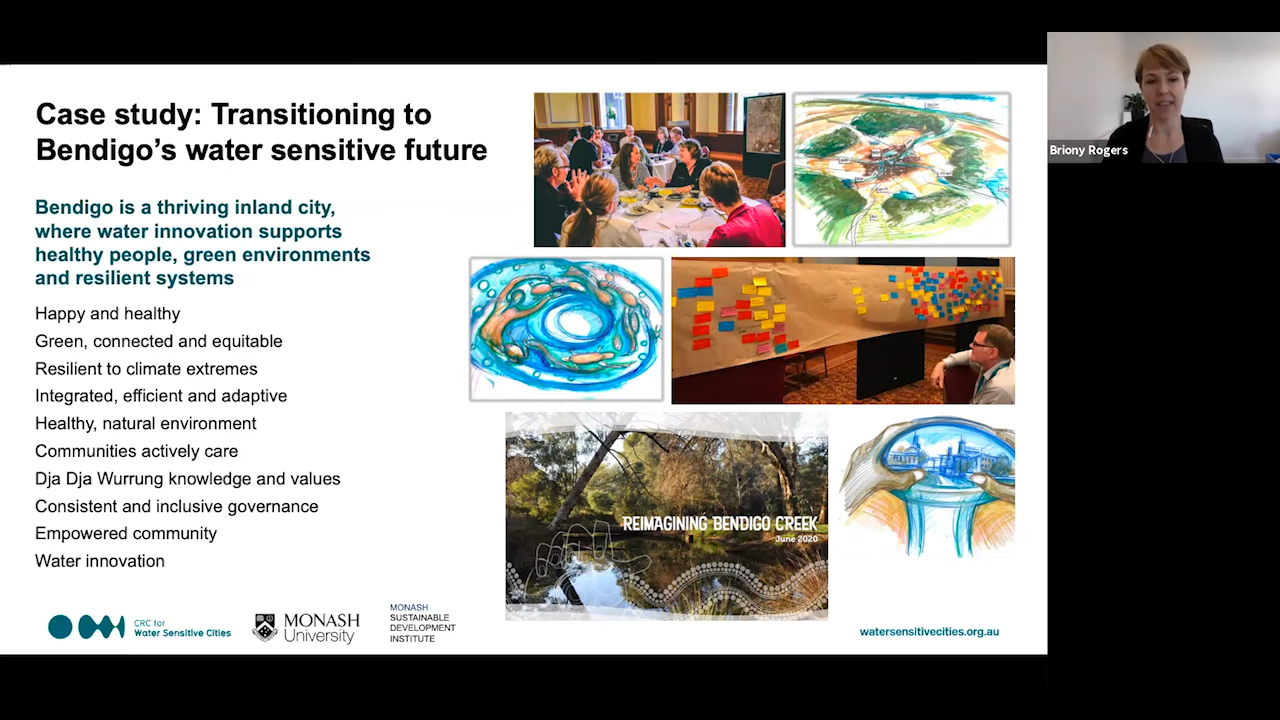 Case study: Transitioning to
Bendigo's water sensitive future
Bendigo is a thriving inland city,
where water innovation supports
healthy people, green environments
and resilient systems
Happy and healthy
Green, connected and equitable
Resilient to climate extremes
Integrated, efficient and adaptive
Healthy, natural environment
Communities actively care
Dja Dja Wurrung knowledge and values
Consistent and inclusive governance
Empowered community
Water innovation
REIMAGINING BENDIGO CREEK
June 2020
CRC for
Water Sensitive Cities
MONASH
University
MONASH
SUSTAINABLE
DEVELOPMENT
INSTITUTE
watersensitivecities.org.au
Briony Rogers